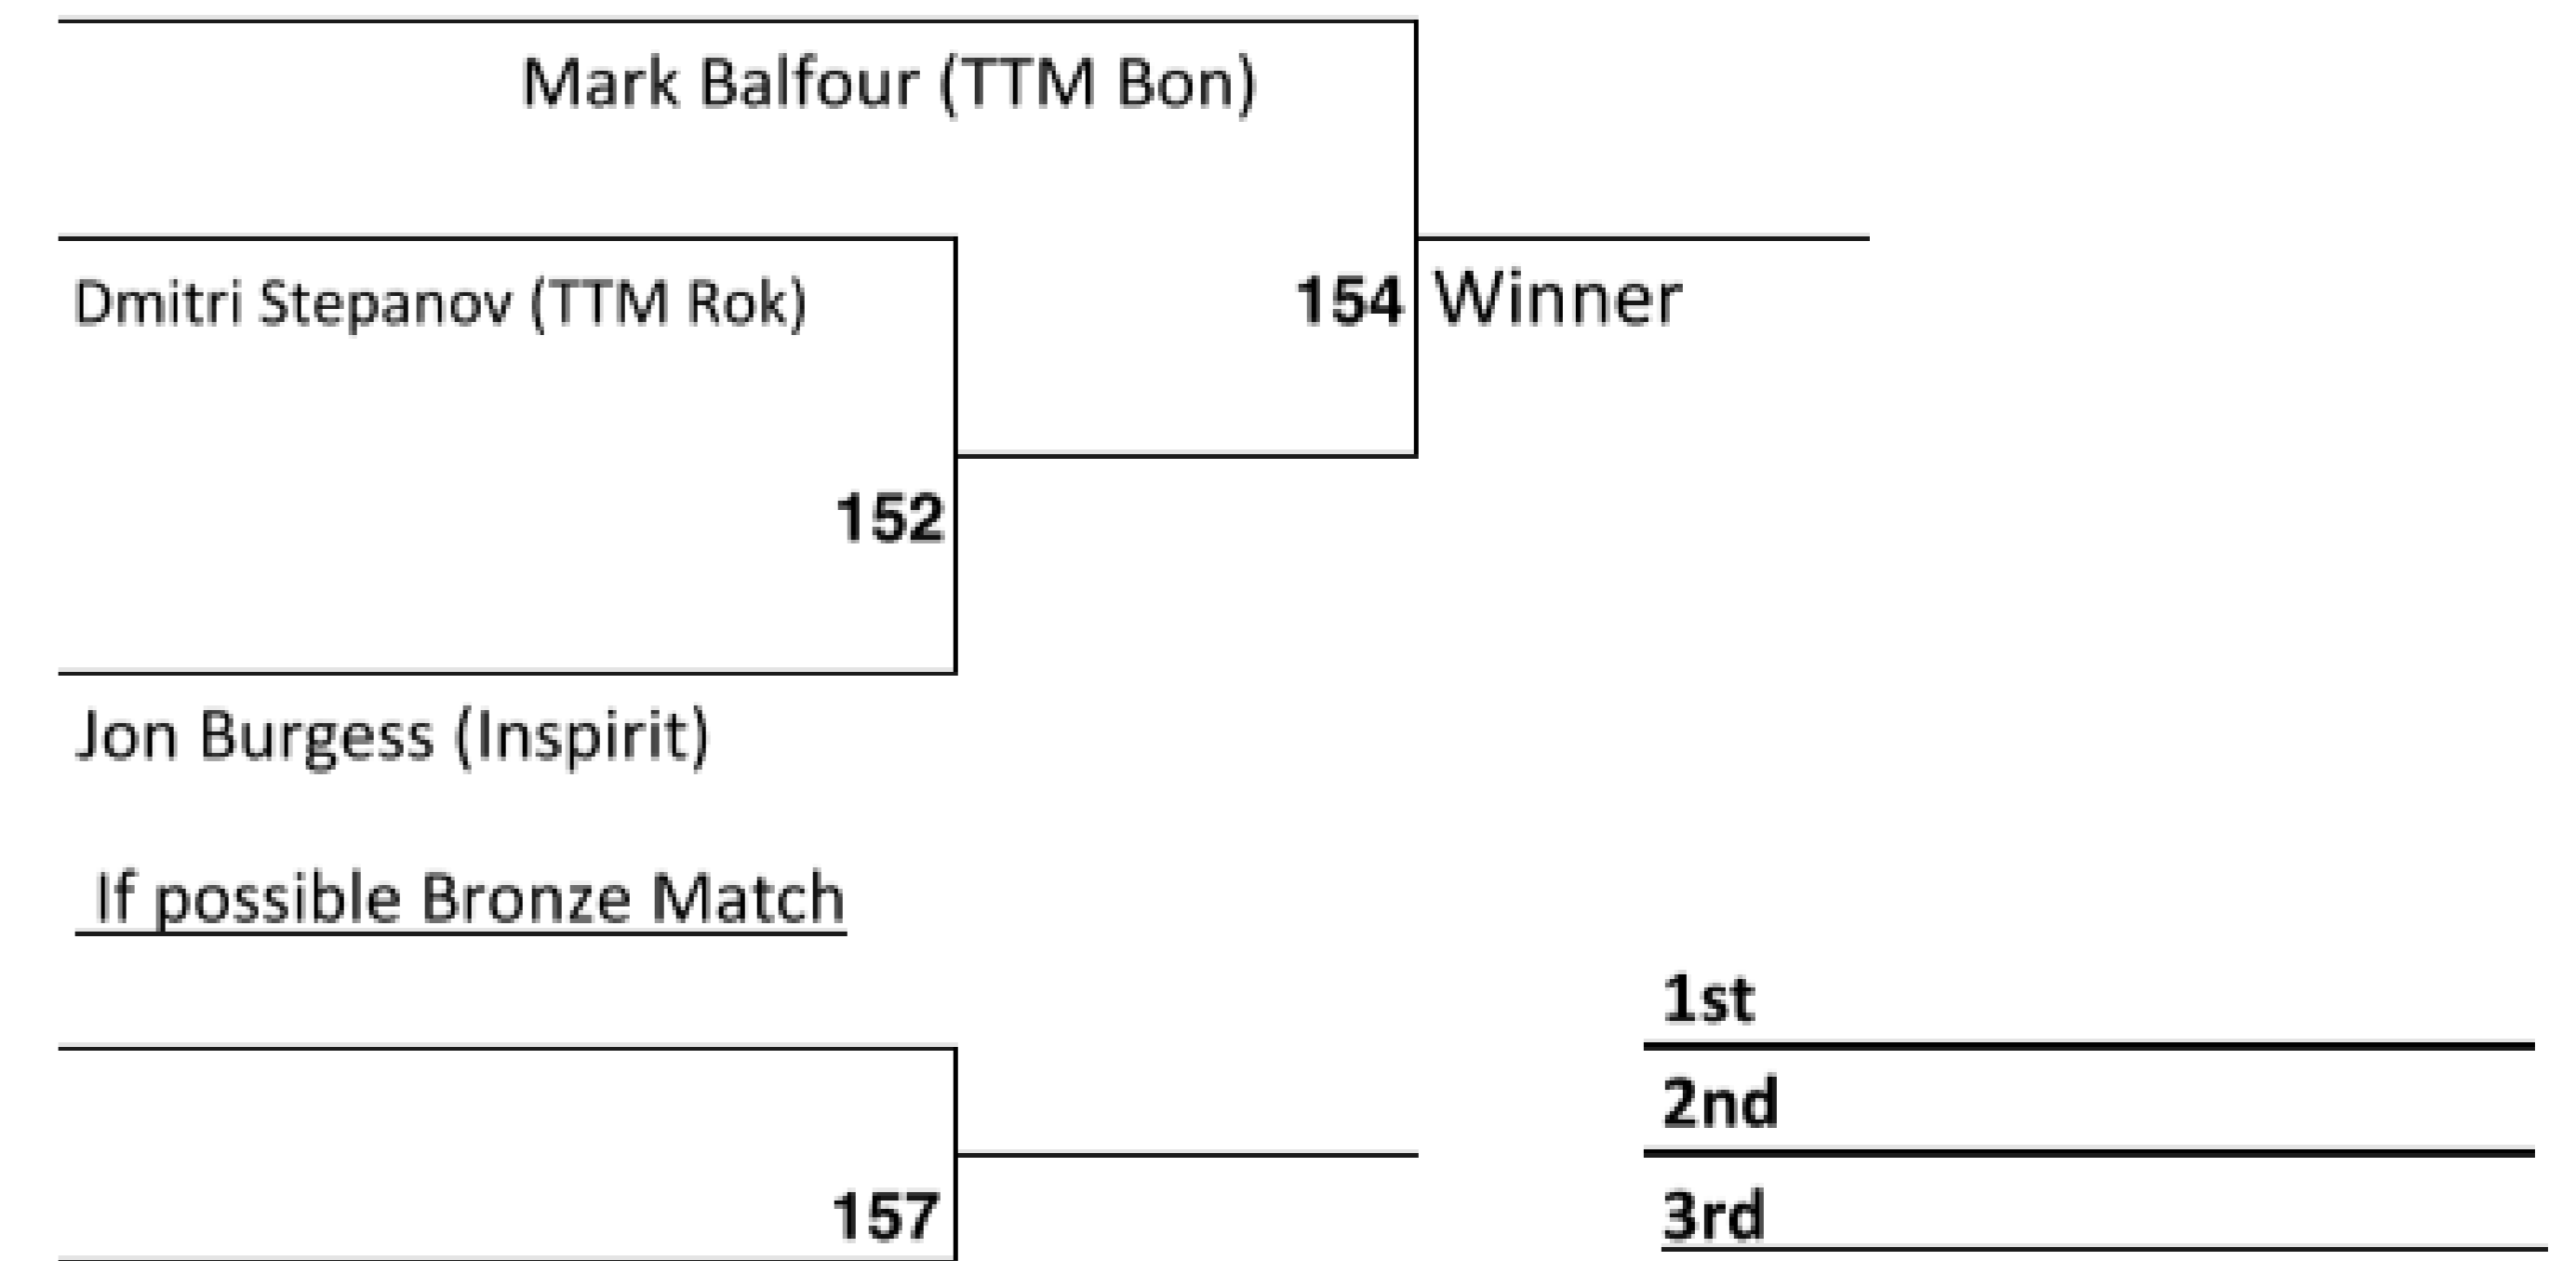 Mark Balfour (TTM Bon)
Dmitri Stepanov (TTM Rok)
154 Winner
152
Jon Burgess (Inspirit)
If possible Bronze Match
1st
2nd
157
3rd